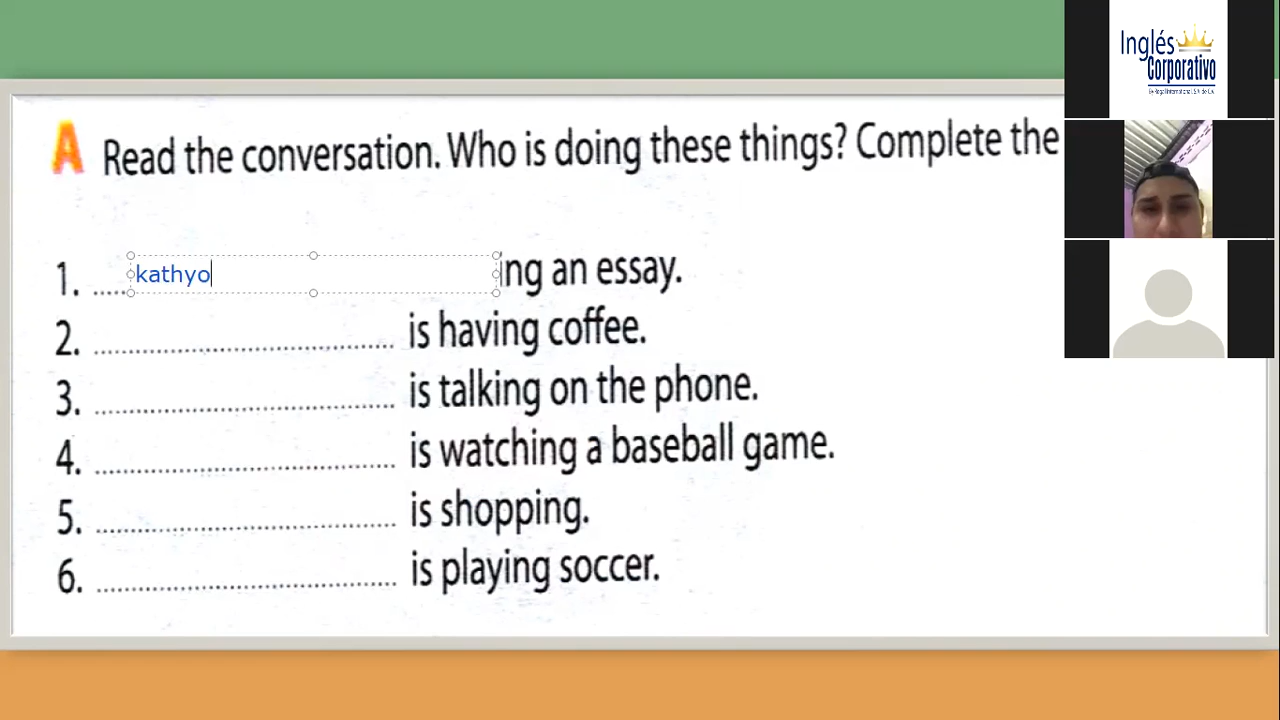 Inglés
Corporativo
A Read the conversation. Who is doing these things? Complete the
1. ..... kathyo ing an essay.
2. .................................................. is having coffee.
3. .................................................. is talking on the phone.
4. .................................................. is watching a baseball game.
5. .................................................. is shopping.
6. .................................................. is playing soccer.